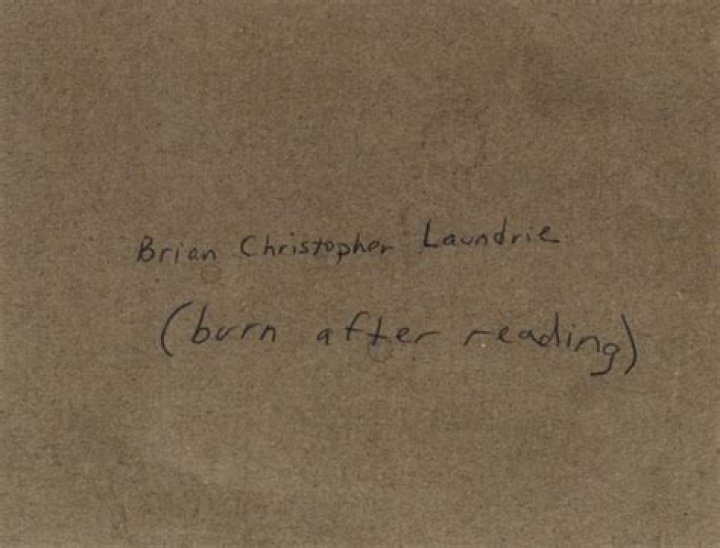 Brian Christopher Laundrie
(burn after reading)